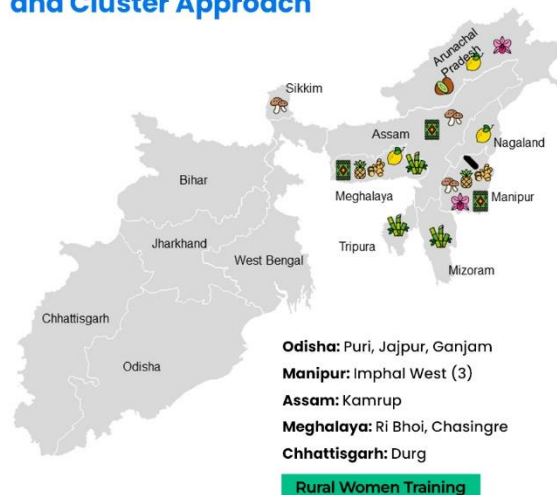 and Cluster Approach
Arunachal
Pradesh
Sikkim
Assam
Nagaland
Bihar
Meghalaya
Manipur
Jharkhand
West Bengal
Tripura
Mizoram
Chhattisgarh
Odisha
Odisha: Puri, Jajpur, Ganjam
Manipur: Imphal West (3)
Assam: Kamrup
Meghalaya: Ri Bhoi, Chasingre
Chhattisgarh: Durg
Rural Women Training